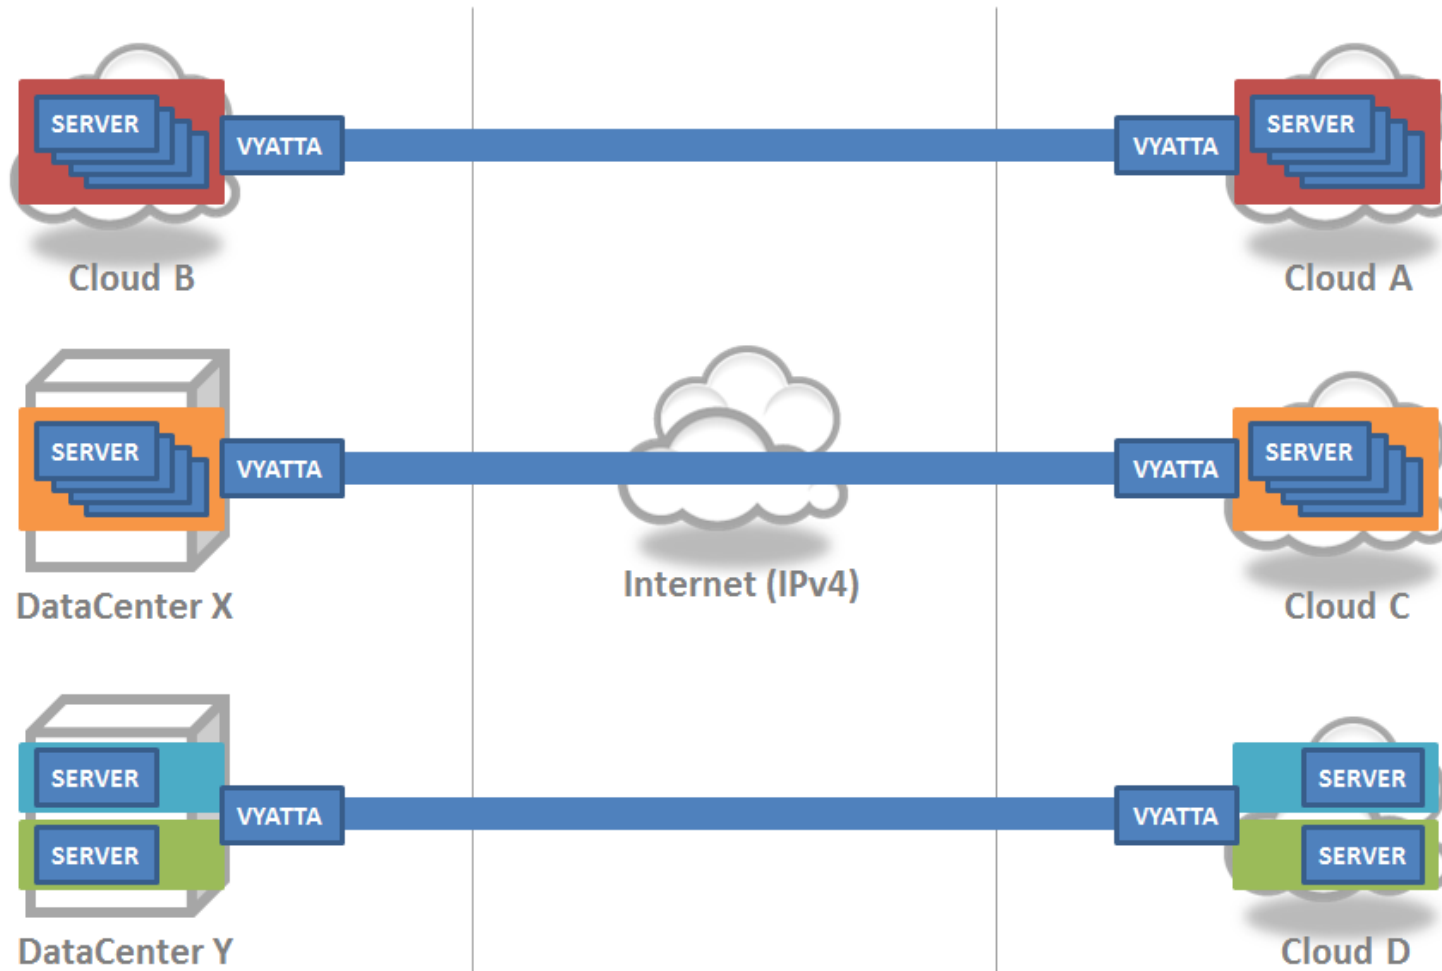 SERVER
VYATTA
VYATTA
SERVER
Cloud B
Cloud A
SERVER
VYATTA
VYATTA
SERVER
Internet (IPv4)
DataCenter X
Cloud C
SERVER
SERVER
VYATTA
VYATTA
SERVER
SERVER
DataCenter Y
Cloud D